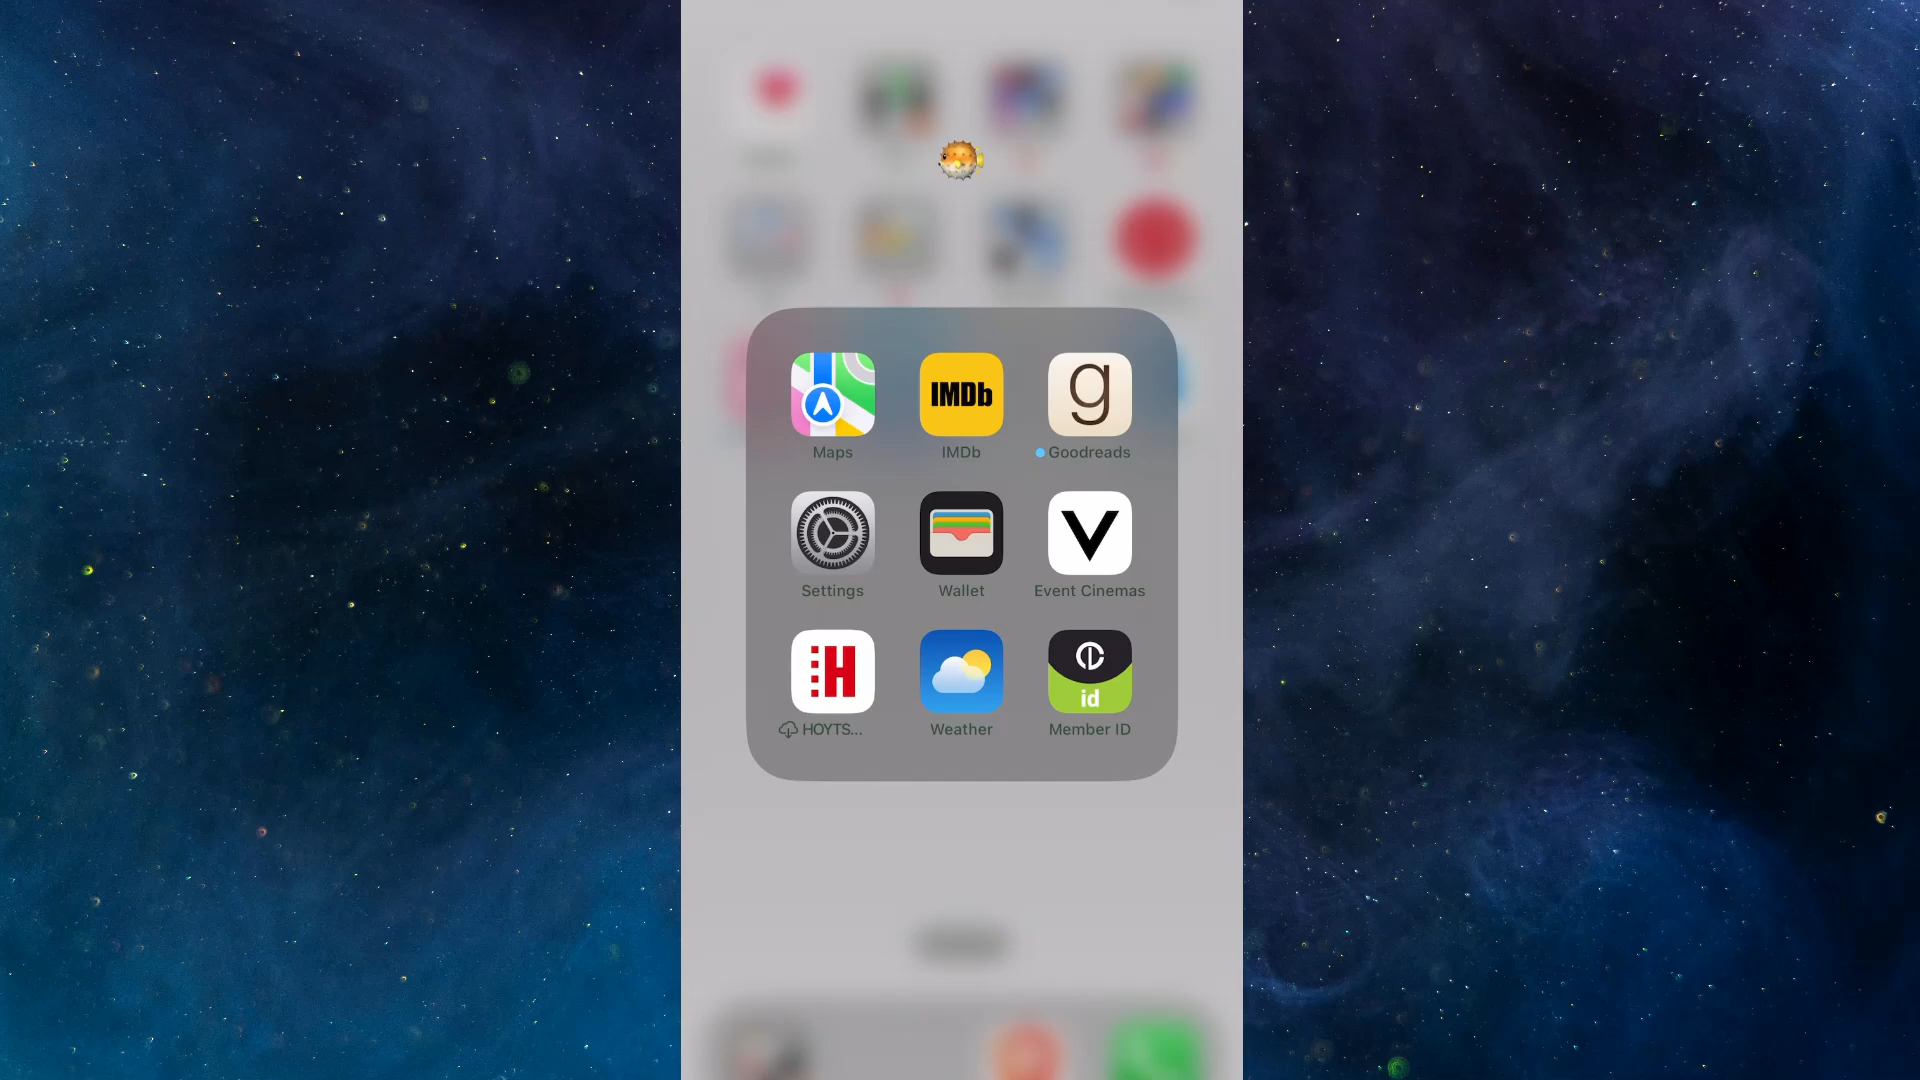 IMDb
g
Maps
IMDb
Goodreads
V
Settings
Wallet
Event Cinemas
H
id
HOYTS...
Weather
Member ID